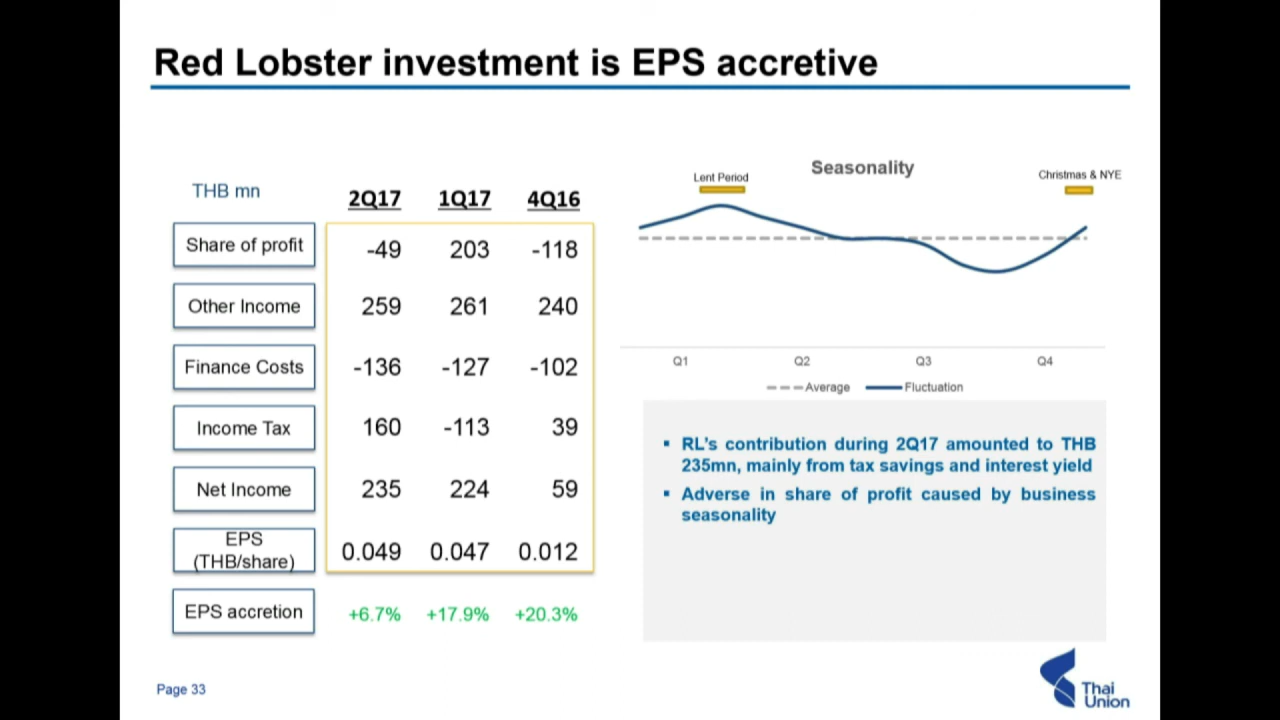 Red Lobster investment is EPS accretive
THB mn
2Q17 1Q17 4Q16
Share of profit -49 203 -118
Other Income 259 261 240
Finance Costs -136 -127 -102
Income Tax 160 -113 39
Net Income 235 224 59
EPS
(THB/share) 0.049 0.047 0.012
EPS accretion +6.7% +17.9% +20.3%
Seasonality
Lent Period
Christmas & NYE
Q1 Q2 Q3 Q4
Average Fluctuation
▪ RL's contribution during 2Q17 amounted to THB
235mn, mainly from tax savings and interest yield
▪ Adverse in share of profit caused by business
seasonality
Page 33
Thai
Union